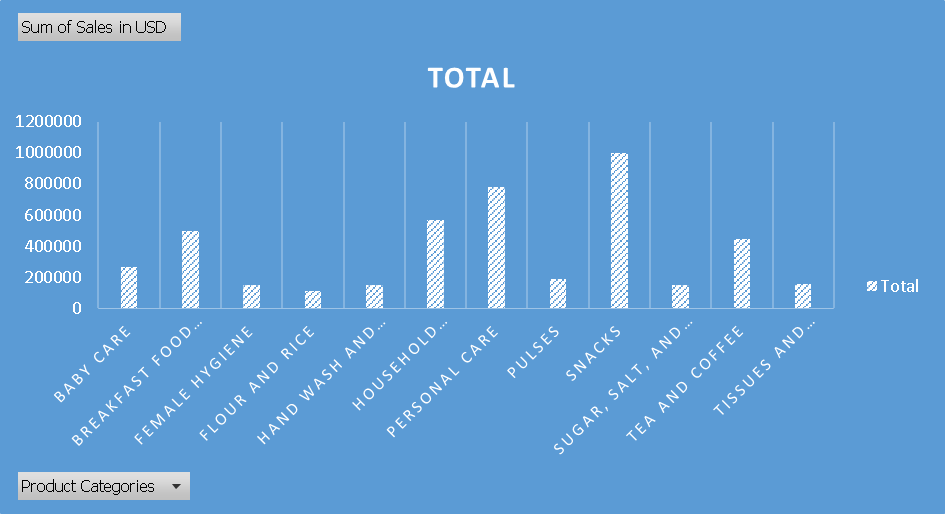 Sum of Sales in USD
TOTAL
1200000
1000000
800000
600000
400000
200000
0
Total
BABY CARE
BREAKFAST FOOD...
FEMALE HYGIENE
FLOUR AND RICE
HAND WASH AND...
HOUSEHOLD...
PERSONAL CARE
PULSES
SNACKS
SUGAR, SALT, AND...
TEA AND COFFEE
TISSUES AND...
Product Categories